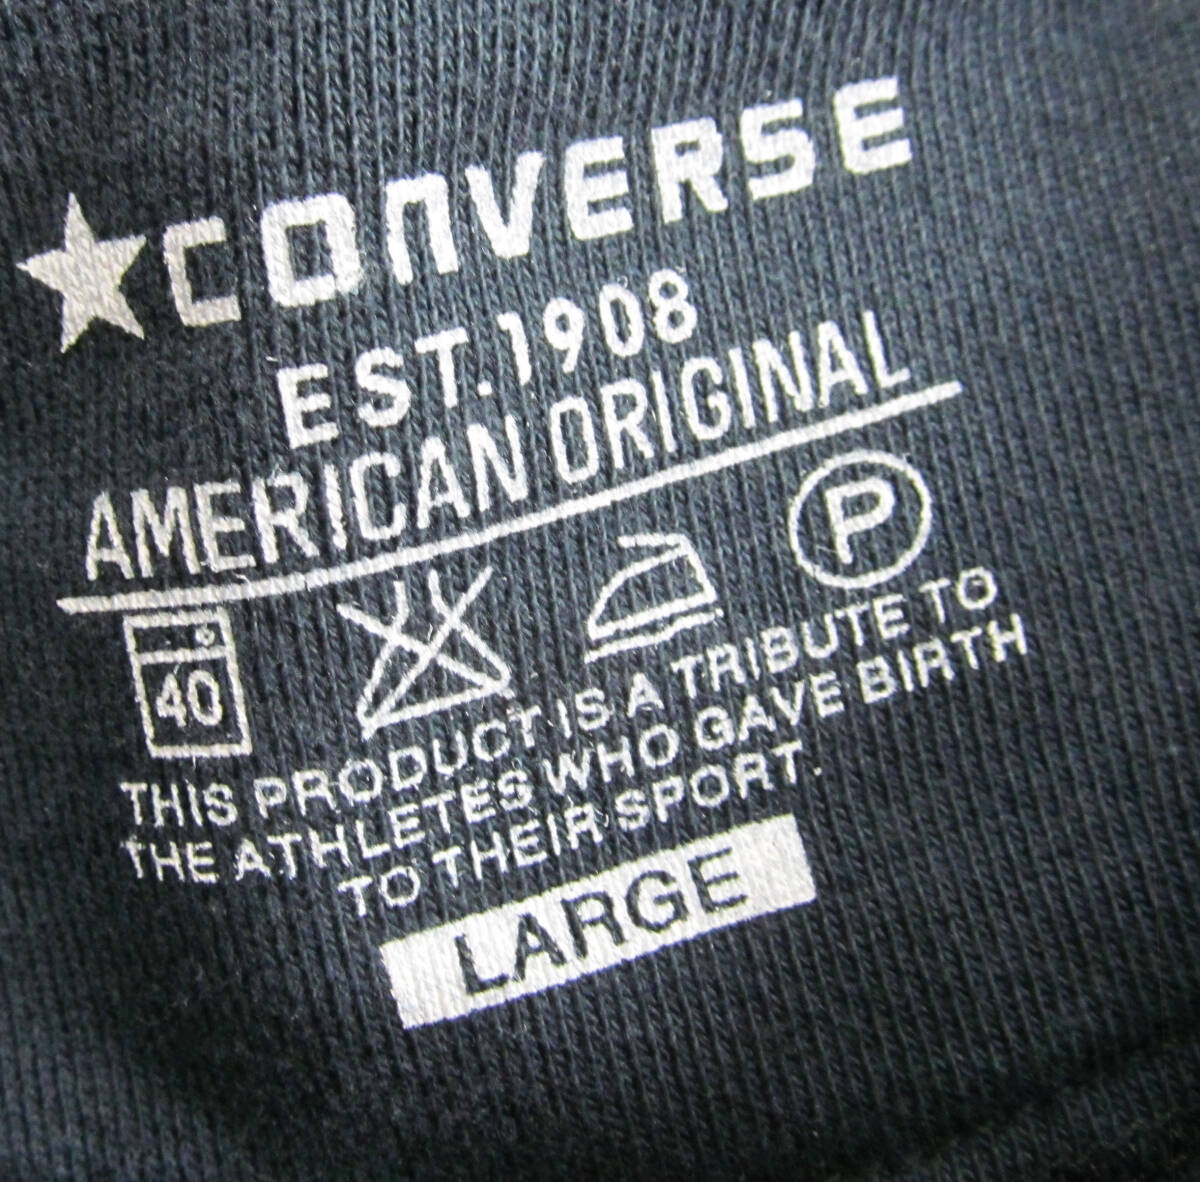 CONVERSE
EST.1908
AMERICAN ORIGINAL
40 P
THIS PRODUCT IS A TRIBUTE TO
THE ATHLETES WHO GAVE BIRTH
TO THEIR SPORT.
LARGE